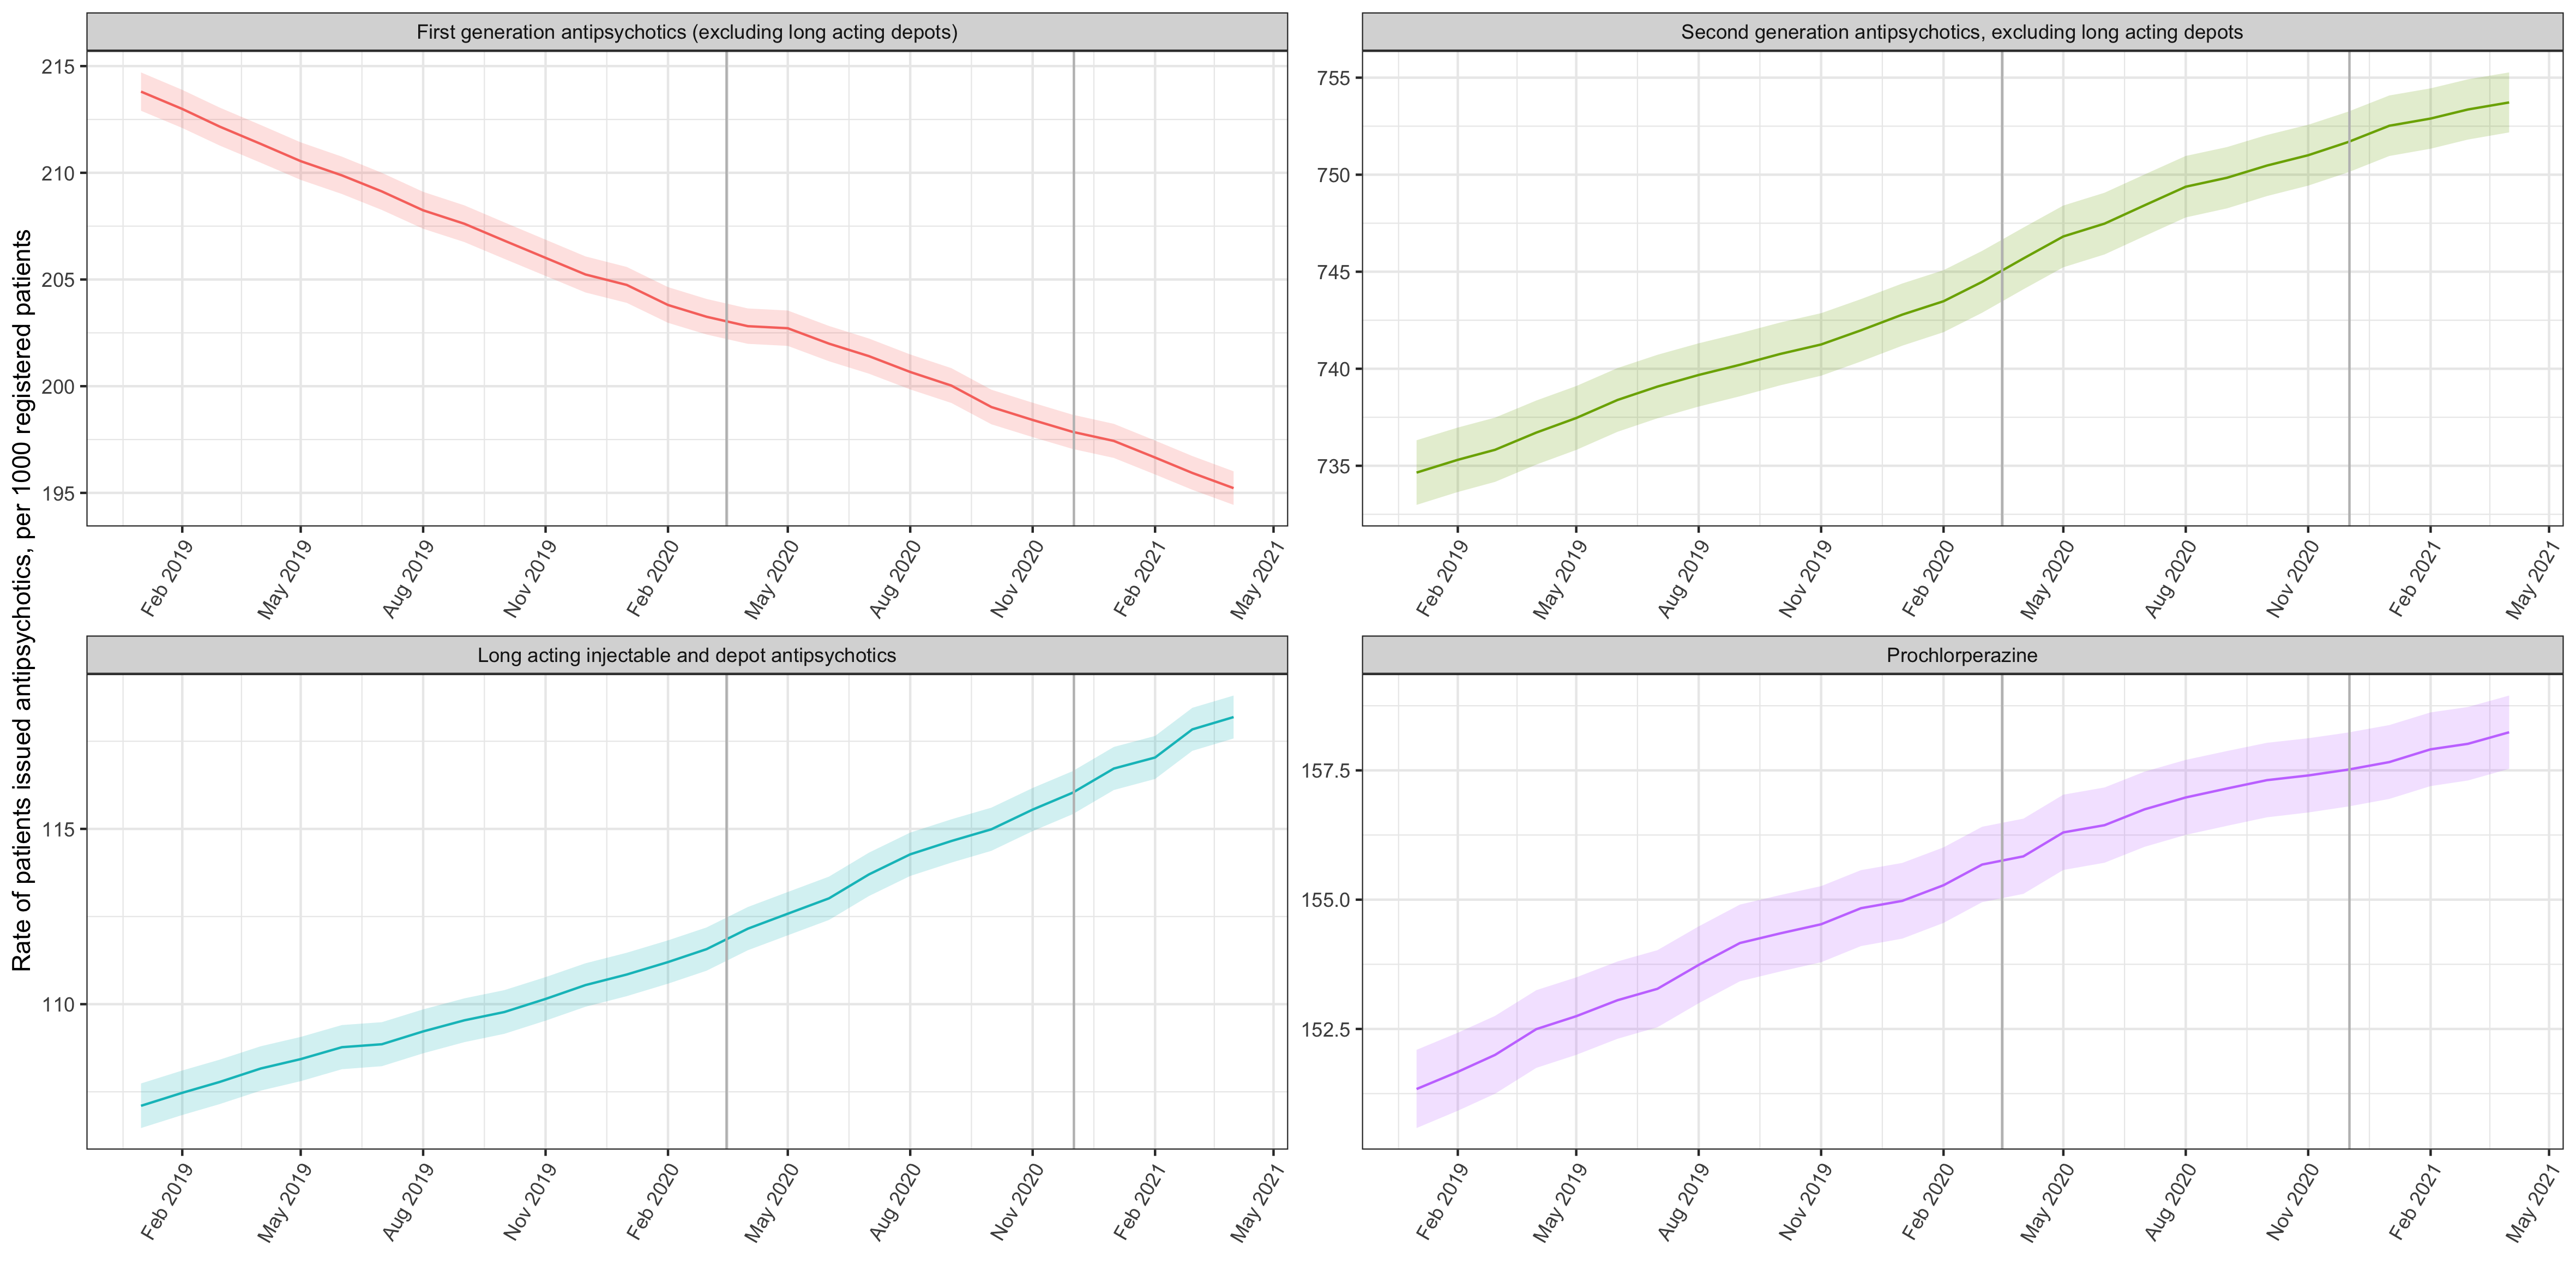 Rate of patients issued antipsychotics, per 1000 registered patients
First generation antipsychotics (excluding long acting depots)
215
210
205
200
195
Feb 2019
May 2019
Aug 2019
Nov 2019
Feb 2020
May 2020
Aug 2020
Nov 2020
Feb 2021
May 2021
Second generation antipsychotics, excluding long acting depots
755
750
745
740
735
Feb 2019
May 2019
Aug 2019
Nov 2019
Feb 2020
May 2020
Aug 2020
Nov 2020
Feb 2021
May 2021
Long acting injectable and depot antipsychotics
115
110
Feb 2019
May 2019
Aug 2019
Nov 2019
Feb 2020
May 2020
Aug 2020
Nov 2020
Feb 2021
May 2021
Prochlorperazine
157.5
155.0
152.5
Feb 2019
May 2019
Aug 2019
Nov 2019
Feb 2020
May 2020
Aug 2020
Nov 2020
Feb 2021
May 2021